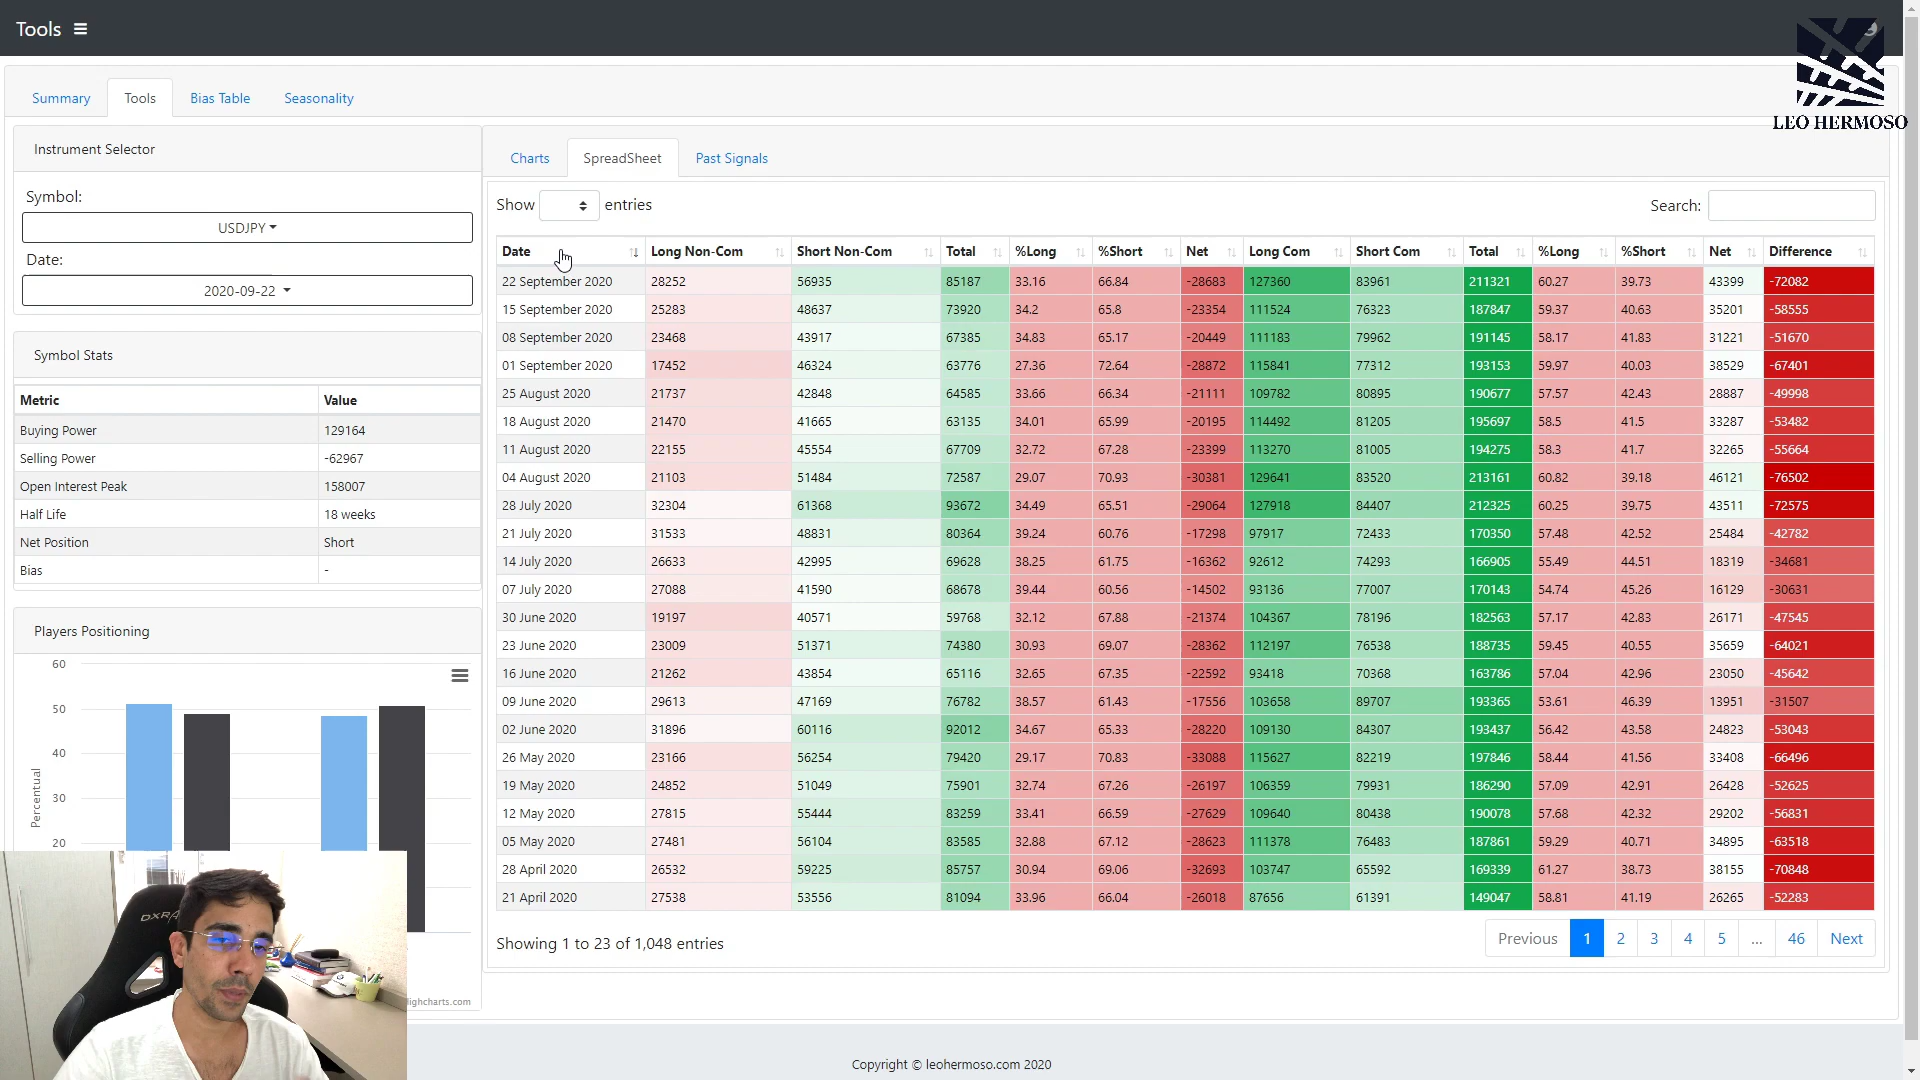 Tools
LEO HERMOSO
Summary Tools Bias Table Seasonality
Instrument Selector
Symbol:
USDJPY
Date:
2020-09-22
Symbol Stats
Metric Value
Buying Power 129164
Selling Power -62967
Open Interest Peak 158007
Half Life 18 weeks
Net Position Short
Bias -
Players Positioning
60
50
40
30
20
Percentual
DXRA
ighcharts.com
Charts SpreadSheet Past Signals
Show entries Search:
Date Long Non-Com Short Non-Com Total %Long %Short Net Long Com Short Com Total %Long %Short Net Difference
22 September 2020 28252 56935 85187 33.16 66.84 -28683 127360 83961 211321 60.27 39.73 43399 -72082
15 September 2020 25283 48637 73920 34.2 65.8 -23354 111524 76323 187847 59.37 40.63 35201 -58555
08 September 2020 23468 43917 67385 34.83 65.17 -20449 111183 79962 191145 58.17 41.83 31221 -51670
01 September 2020 17452 46324 63776 27.36 72.64 -28872 115841 77312 193153 59.97 40.03 38529 -67401
25 August 2020 21737 42848 64585 33.66 66.34 -21111 109782 80895 190677 57.57 42.43 28887 -49998
18 August 2020 21470 41665 63135 34.01 65.99 -20195 114492 81205 195697 58.5 41.5 33287 -53482
11 August 2020 22155 45554 67709 32.72 67.28 -23399 113270 81005 194275 58.3 41.7 32265 -55664
04 August 2020 21103 51484 72587 29.07 70.93 -30381 129641 83520 213161 60.82 39.18 46121 -76502
28 July 2020 32304 61368 93672 34.49 65.51 -29064 127918 84407 212325 60.25 39.75 43511 -72575
21 July 2020 31533 48831 80364 39.24 60.76 -17298 97917 72433 170350 57.48 42.52 25484 -42782
14 July 2020 26633 42995 69628 38.25 61.75 -16362 92612 74293 166905 55.49 44.51 18319 -34681
07 July 2020 27088 41590 68678 39.44 60.56 -14502 93136 77007 170143 54.74 45.26 16129 -30631
30 June 2020 19197 40571 59768 32.12 67.88 -21374 104367 78196 182563 57.17 42.83 26171 -47545
23 June 2020 23009 51371 74380 30.93 69.07 -28362 112197 76538 188735 59.45 40.55 35659 -64021
16 June 2020 21262 43854 65116 32.65 67.35 -22592 93418 70368 163786 57.04 42.96 23050 -45642
09 June 2020 29613 47169 76782 38.57 61.43 -17556 103658 89707 193365 53.61 46.39 13951 -31507
02 June 2020 31896 60116 92012 34.67 65.33 -28220 109130 84307 193437 56.42 43.58 24823 -53043
26 May 2020 23166 56254 79420 29.17 70.83 -33088 115627 82219 197846 58.44 41.56 33408 -66496
19 May 2020 24852 51049 75901 32.74 67.26 -26197 106359 79931 186290 57.09 42.91 26428 -52625
12 May 2020 27815 55444 83259 33.41 66.59 -27629 109640 80438 190078 57.68 42.32 29202 -56831
05 May 2020 27481 56104 83585 32.88 67.12 -28623 111378 76483 187861 59.29 40.71 34895 -63518
28 April 2020 26532 59225 85757 30.94 69.06 -32693 103747 65592 169339 61.27 38.73 38155 -70848
21 April 2020 27538 53556 81094 33.96 66.04 -26018 87656 61391 149047 58.81 41.19 26265 -52283
Showing 1 to 23 of 1,048 entries
Previous 1 2 3 4 5 ... 46 Next
Copyright © leohermoso.com 2020